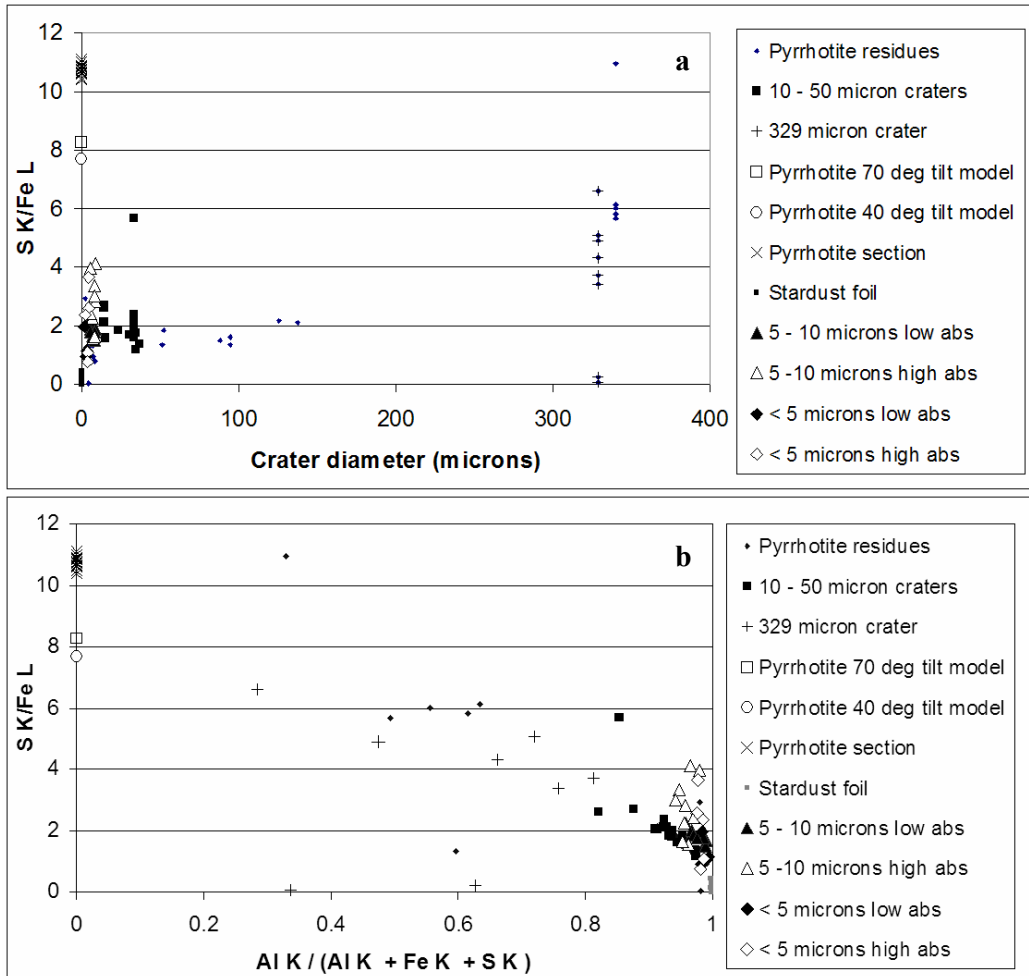 12
10
8
6
4
2
0
S K/Fe L
a
0 100 200 300 400
Crater diameter (microns)
Pyrrhotite residues
10 - 50 micron craters
329 micron crater
Pyrrhotite 70 deg tilt model
Pyrrhotite 40 deg tilt model
Pyrrhotite section
Stardust foil
5 - 10 microns low abs
5 -10 microns high abs
< 5 microns low abs
< 5 microns high abs
12
10
8
6
4
2
0
S K/Fe L
b
0 0.2 0.4 0.6 0.8 1
Al K / (Al K + Fe K + S K)
Pyrrhotite residues
10 - 50 micron craters
329 micron crater
Pyrrhotite 70 deg tilt model
Pyrrhotite 40 deg tilt model
Pyrrhotite section
Stardust foil
5 - 10 microns low abs
5 -10 microns high abs
< 5 microns low abs
< 5 microns high abs